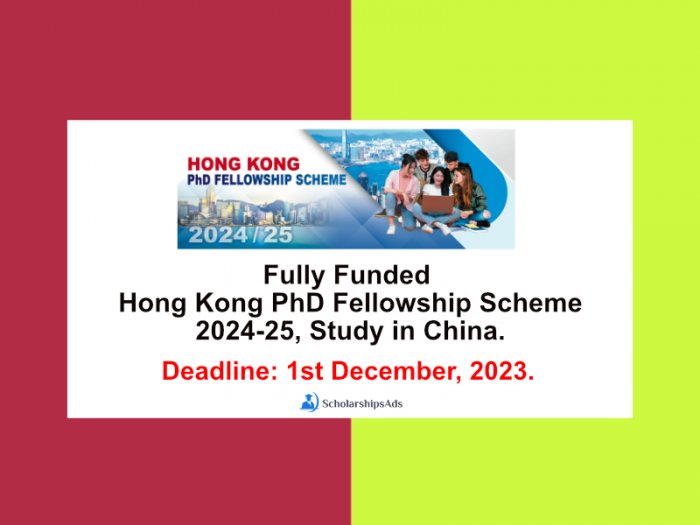 HONG KONG
PhD FELLOWSHIP SCHEME
2024/25
Fully Funded
Hong Kong PhD Fellowship Scheme
2024-25, Study in China.
Deadline: 1st December, 2023.
ScholarshipsAds